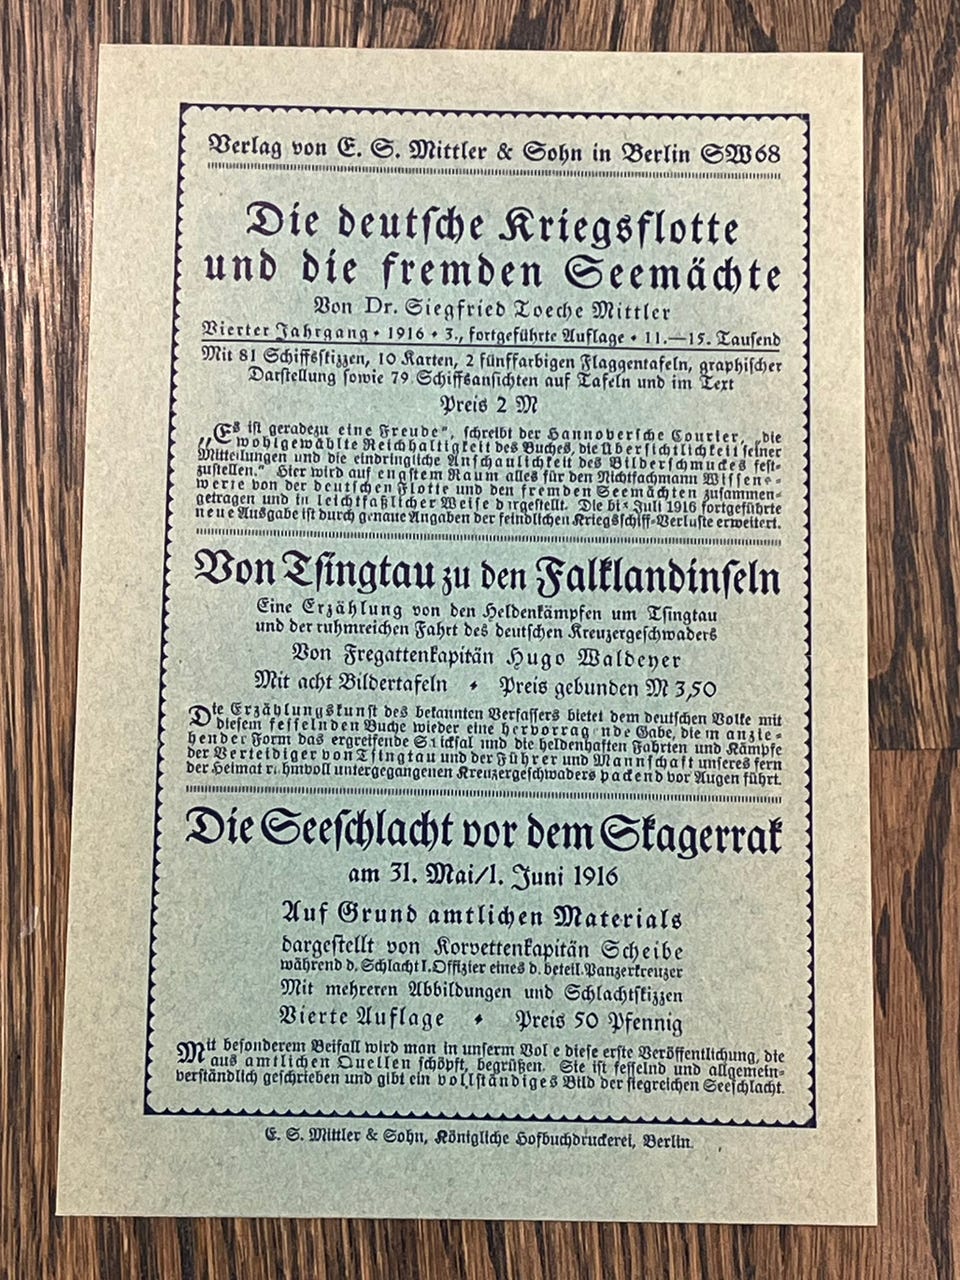 Verlag von E. S. Mittler & Sohn in Berlin SW68
Die deutſche Kriegsflotte
und die fremden Seemächte
Von Dr. Siegfried Toeche Mittler
Vierter Jahrgang • 1916 • 3., fortgeführte Auflage • 11.—15. Tauſend
Mit 81 Schiffsſkizzen, 10 Karten, 2 fünffarbigen Flaggentafeln, graphiſcher
Darſtellung ſowie 79 Schiffsanſichten auf Tafeln und im Text
Preis 2 M
„Es iſt geradezu eine Freude“, ſchreibt der Hannoverſche Courier, „die
wohlgewählte Reichhaltigkeit des Buches, die Überſichtlichkeit ſeiner
Mitteilungen und die eindringliche Anſchaulichkeit des Bilderſchmuckes feſt-
zuſtellen.“ Hier wird auf engſtem Raum alles für den Nichtfachmann Wiſſens-
werte von der deutſchen Flotte und den fremden Seemächten zuſammen-
getragen und in leichtfaßlicher Weiſe dargeſtellt. Die bis Juli 1916 fortgeführte
neue Ausgabe iſt durch genaue Angaben der feindlichen Kriegsſchiff-Verluſte erweitert.
Von Tſingtau zu den Falklandinſeln
Eine Erzählung von den Heldenkämpfen um Tſingtau
und der ruhmreichen Fahrt des deutſchen Kreuzergeſchwaders
Von Fregattenkapitän Hugo Waldeyer
Mit acht Bildertafeln • Preis gebunden M 3,50
Die Erzählungskunſt des bekannten Verfaſſers bietet dem deutſchen Volke mit
dieſem feſſelnden Buche wieder eine hervorragende Gabe, die in anzie-
hender Form das ergreifende Schickſal und die heldenhaften Fahrten und Kämpfe
der Verteidiger von Tſingtau und der Führer und Mannſchaft unſeres fern
der Heimat ruhmvoll untergegangenen Kreuzergeſchwaders packend vor Augen führt.
Die Seeſchlacht vor dem Skagerrak
am 31. Mai/1. Juni 1916
Auf Grund amtlichen Materials
dargeſtellt von Korvettenkapitän Scheibe
während d. Schlacht I. Offizier eines d. beteil. Panzerkreuzer
Mit mehreren Abbildungen und Schlachtſkizzen
Vierte Auflage • Preis 50 Pfennig
Mit beſonderem Beifall wird man in unſerm Volke dieſe erſte Veröffentlichung, die
aus amtlichen Quellen ſchöpft, begrüßen. Sie iſt feſſelnd und allgemein-
verſtändlich geſchrieben und gibt ein vollſtändiges Bild der ſiegreichen Seeſchlacht.
E. S. Mittler & Sohn, Königliche Hofbuchdruckerei, Berlin.